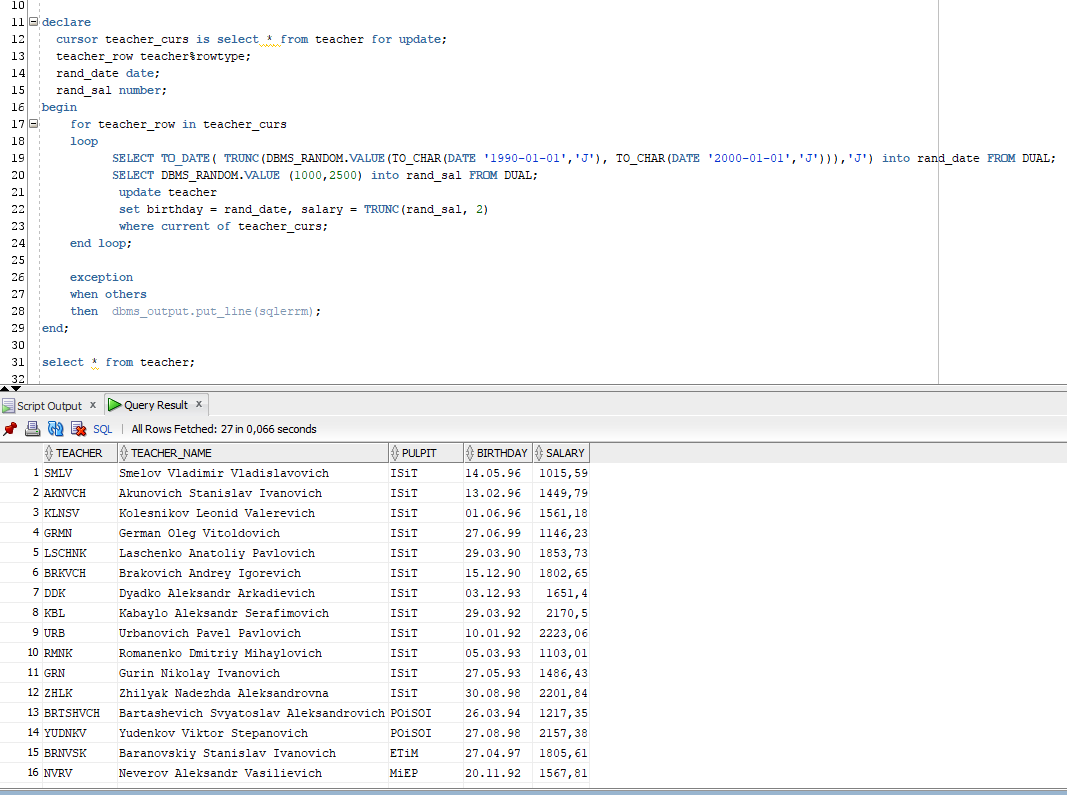 10
11 declare
12 cursor teacher_curs is select * from teacher for update;
13 teacher_row teacher%rowtype;
14 rand_date date;
15 rand_sal number;
16 begin
17 for teacher_row in teacher_curs
18 loop
19 SELECT TO_DATE( TRUNC(DBMS_RANDOM.VALUE(TO_CHAR(DATE '1990-01-01','J'), TO_CHAR(DATE '2000-01-01','J'))),'J') into rand_date FROM DUAL;
20 SELECT DBMS_RANDOM.VALUE (1000,2500) into rand_sal FROM DUAL;
21 update teacher
22 set birthday = rand_date, salary = TRUNC(rand_sal, 2)
23 where current of teacher_curs;
24 end loop;
25
26 exception
27 when others
28 then dbms_output.put_line(sqlerrm);
29 end;
30
31 select * from teacher;
32
Script Output x Query Result x
SQL | All Rows Fetched: 27 in 0,066 seconds
TEACHER TEACHER_NAME PULPIT BIRTHDAY SALARY
1 SMLV Smelov Vladimir Vladislavovich ISiT 14.05.96 1015,59
2 AKNVCH Akunovich Stanislav Ivanovich ISiT 13.02.96 1449,79
3 KLNSV Kolesnikov Leonid Valerevich ISiT 01.06.96 1561,18
4 GRMN German Oleg Vitoldovich ISiT 27.06.99 1146,23
5 LSCHNK Laschenko Anatoliy Pavlovich ISiT 29.03.90 1853,73
6 BRKVCH Brakovich Andrey Igorevich ISiT 15.12.90 1802,65
7 DDK Dyadko Aleksandr Arkadievich ISiT 03.12.93 1651,4
8 KBL Kabaylo Aleksandr Serafimovich ISiT 29.03.92 2170,5
9 URB Urbanovich Pavel Pavlovich ISiT 10.01.92 2223,06
10 RMNK Romanenko Dmitriy Mihaylovich ISiT 05.03.93 1103,01
11 GRN Gurin Nikolay Ivanovich ISiT 27.05.93 1486,43
12 ZHLK Zhilyak Nadezhda Aleksandrovna ISiT 30.08.98 2201,84
13 BRTSHVCH Bartashevich Svyatoslav Aleksandrovich POiSOI 26.03.94 1217,35
14 YUDNKV Yudenkov Viktor Stepanovich POiSOI 27.08.98 2157,38
15 BRNVSK Baranovskiy Stanislav Ivanovich ETiM 27.04.97 1805,61
16 NVRV Neverov Aleksandr Vasilievich MiEP 20.11.92 1567,81